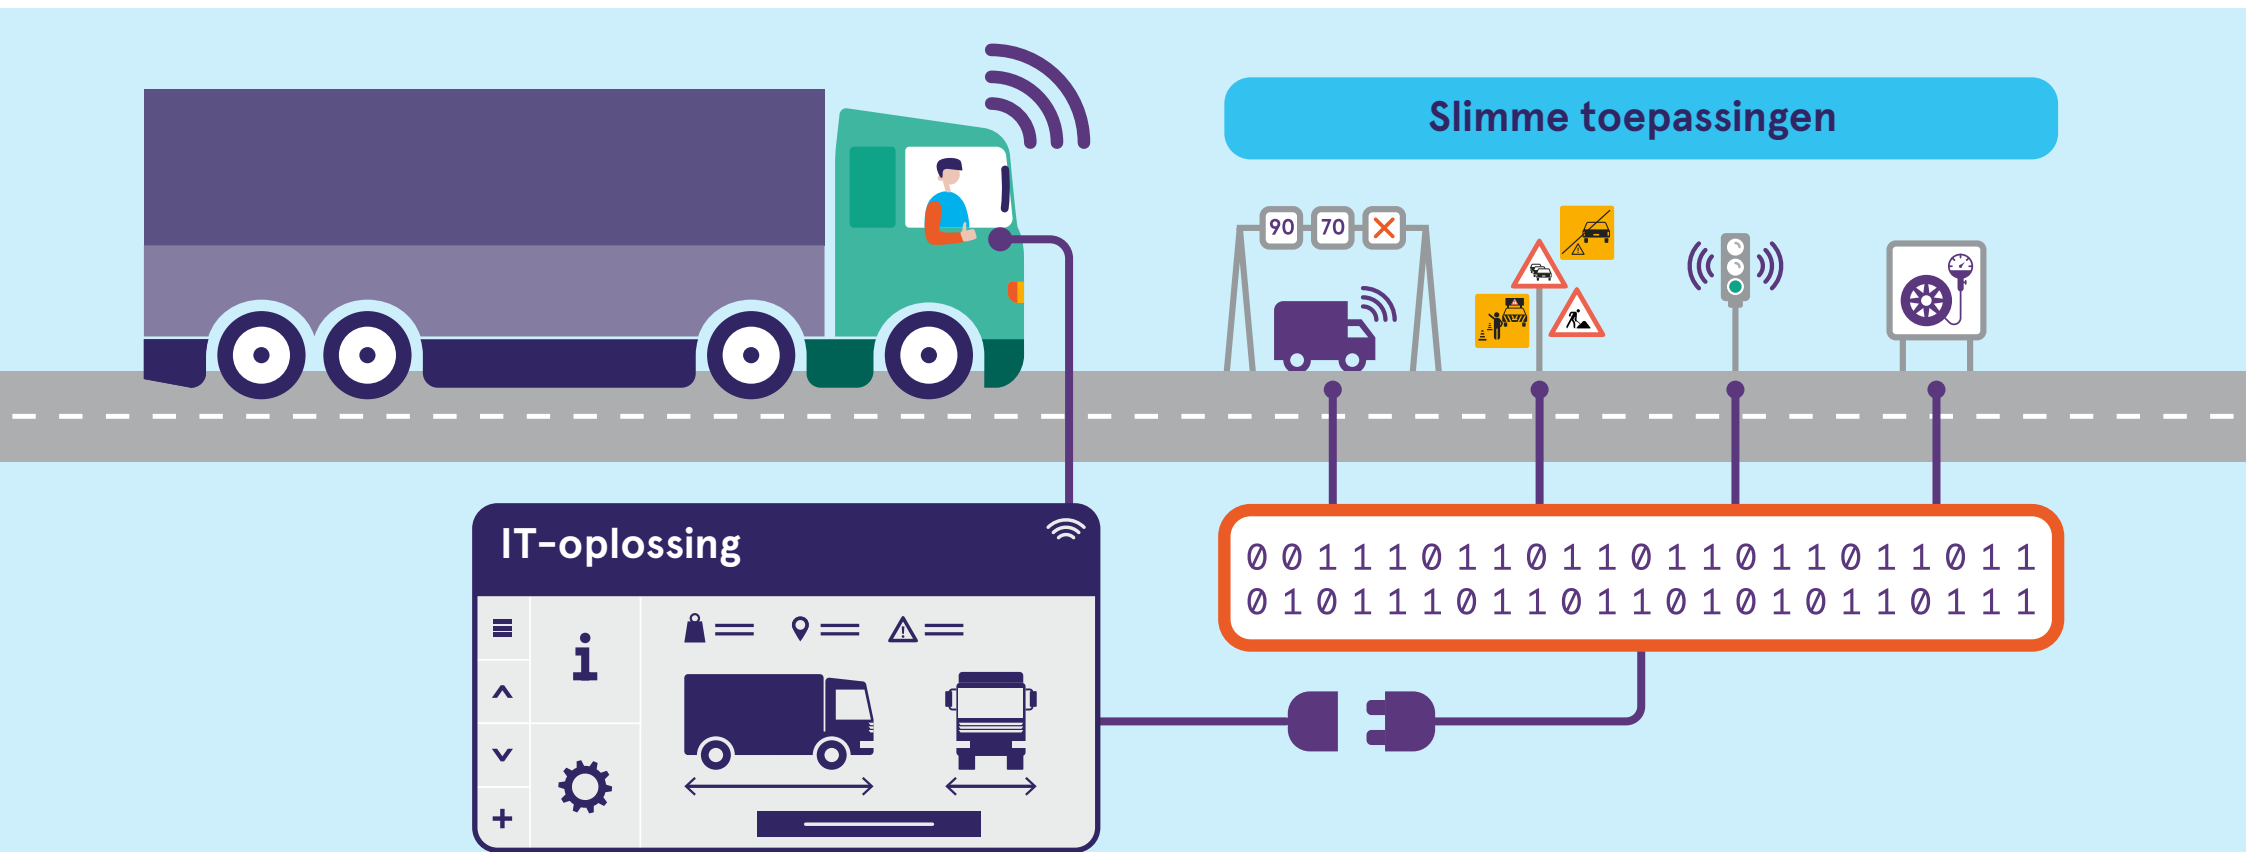 Slimme toepassingen
90 70
IT-oplossing
0 0 1 1 1 0 1 1 0 1 1 0 1 1 0 1 1 0 1 1 0 1 1
0 1 0 1 1 1 0 1 1 0 1 1 0 1 0 1 0 1 1 0 1 1 1